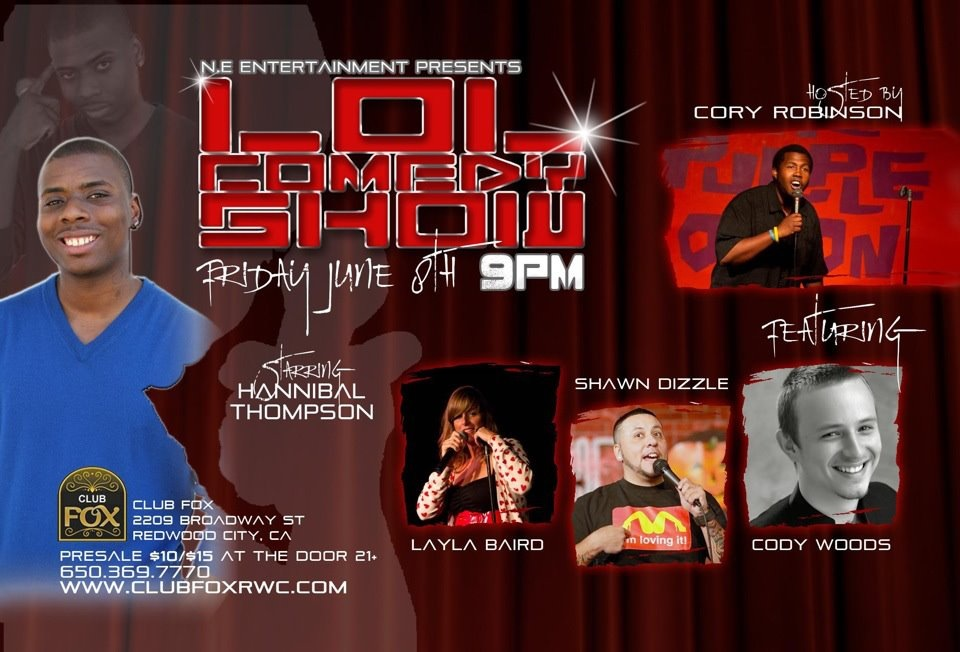 N.E ENTERTAINMENT PRESENTS
LOL
COMEDY
SHOW
FRIDAY JUNE 8TH 9PM
HOSTED BY
CORY ROBINSON
FEATURING
STARRING
HANNIBAL
THOMPSON
SHAWN DIZZLE
LAYLA BAIRD
CODY WOODS
m loving it!
CLUB
FOX
CLUB FOX
2209 BROADWAY ST
REDWOOD CITY, CA
PRESALE $10/$15 AT THE DOOR 21+
650.369.7770
WWW.CLUBFOXRWC.COM